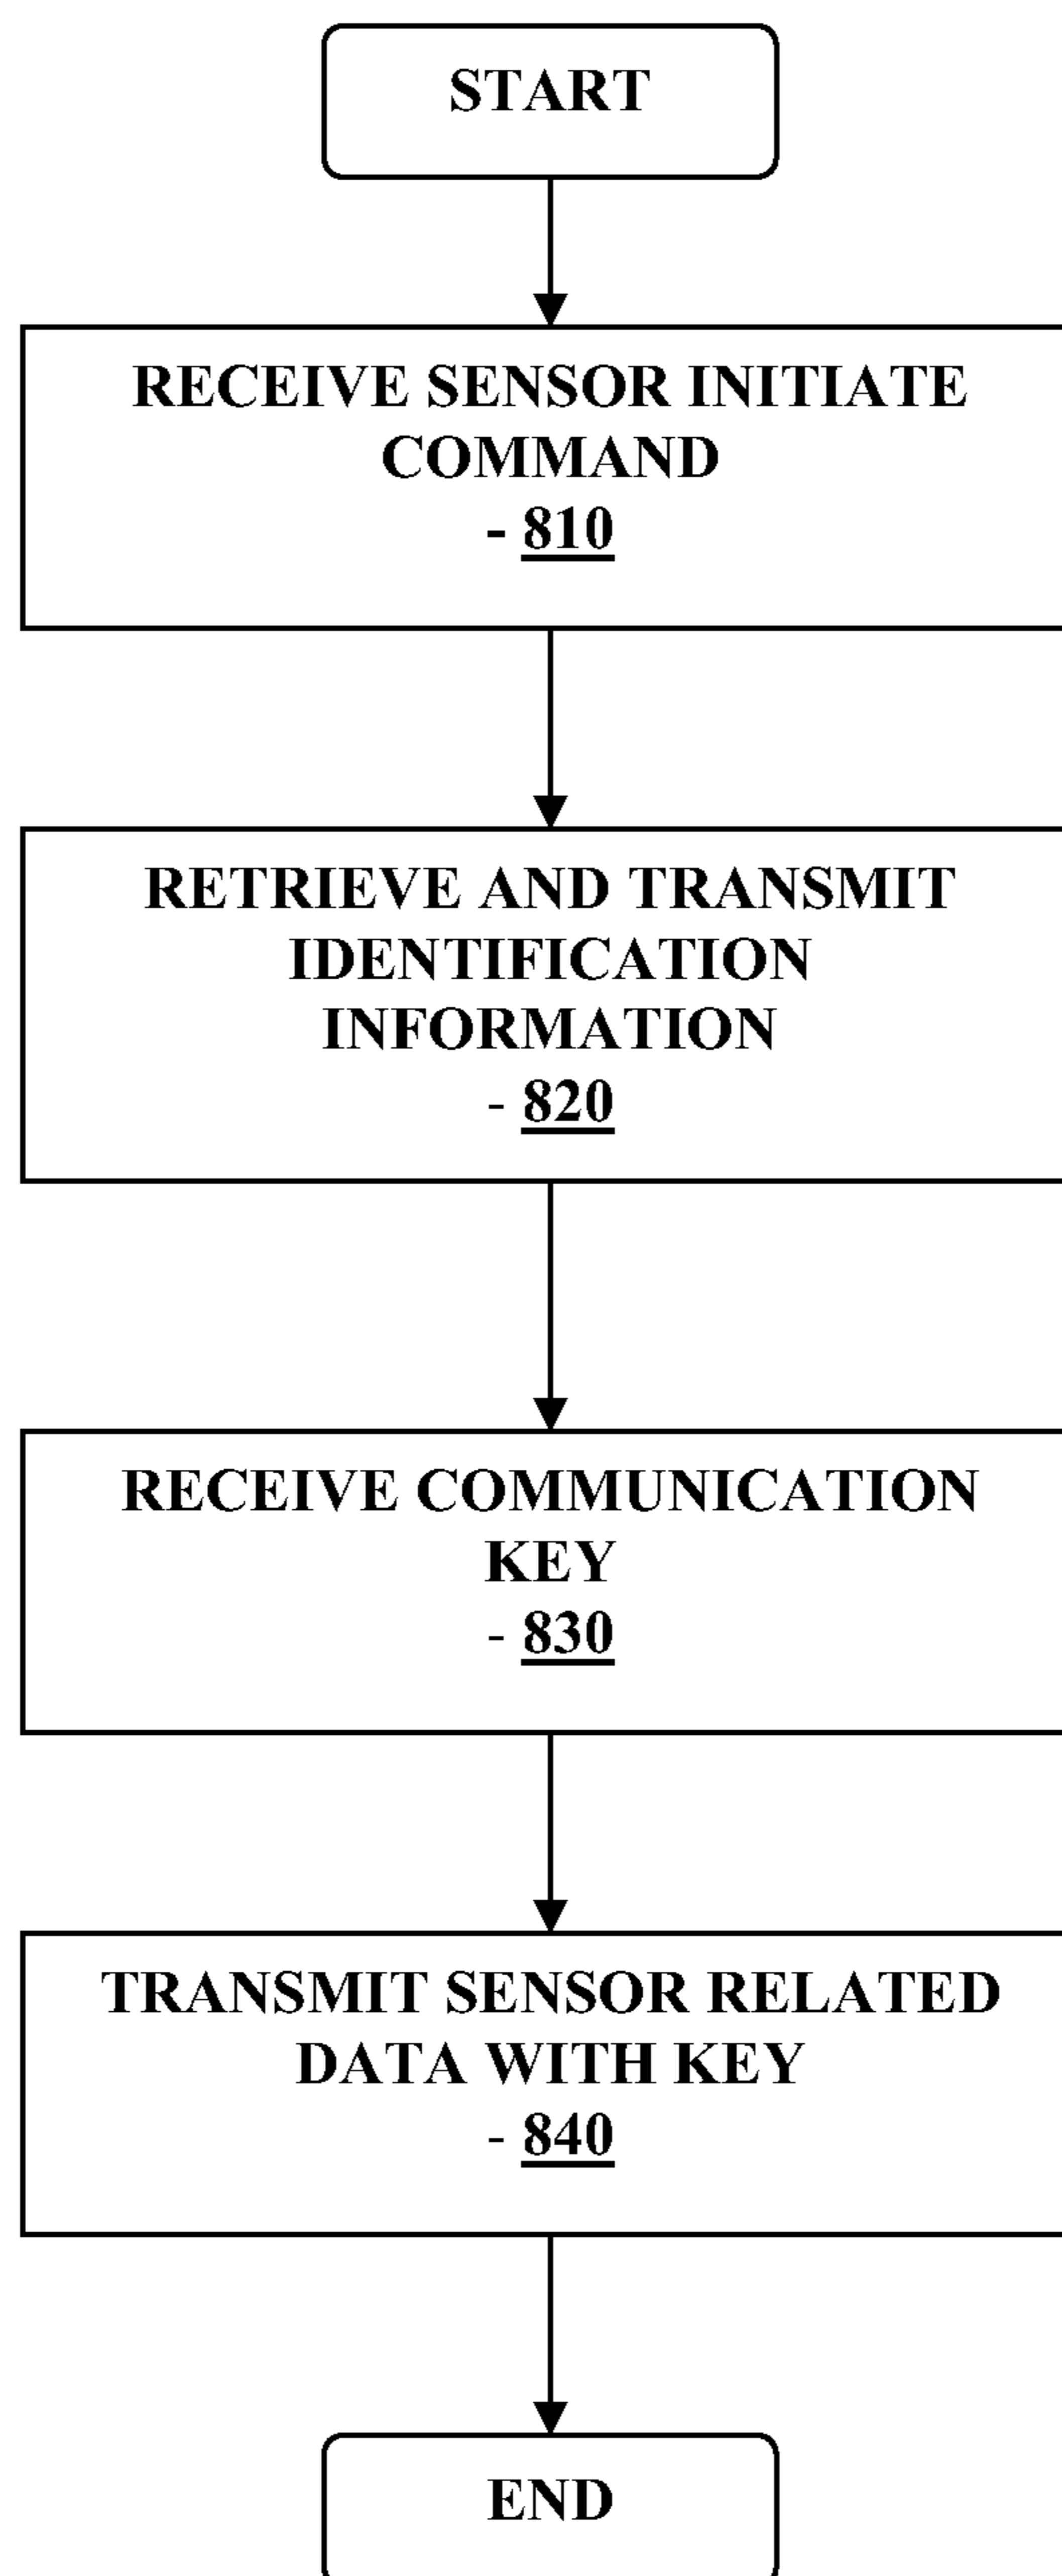 START
RECEIVE SENSOR INITIATE
COMMAND
- 810
RETRIEVE AND TRANSMIT
IDENTIFICATION
INFORMATION
- 820
RECEIVE COMMUNICATION
KEY
- 830
TRANSMIT SENSOR RELATED
DATA WITH KEY
- 840
END